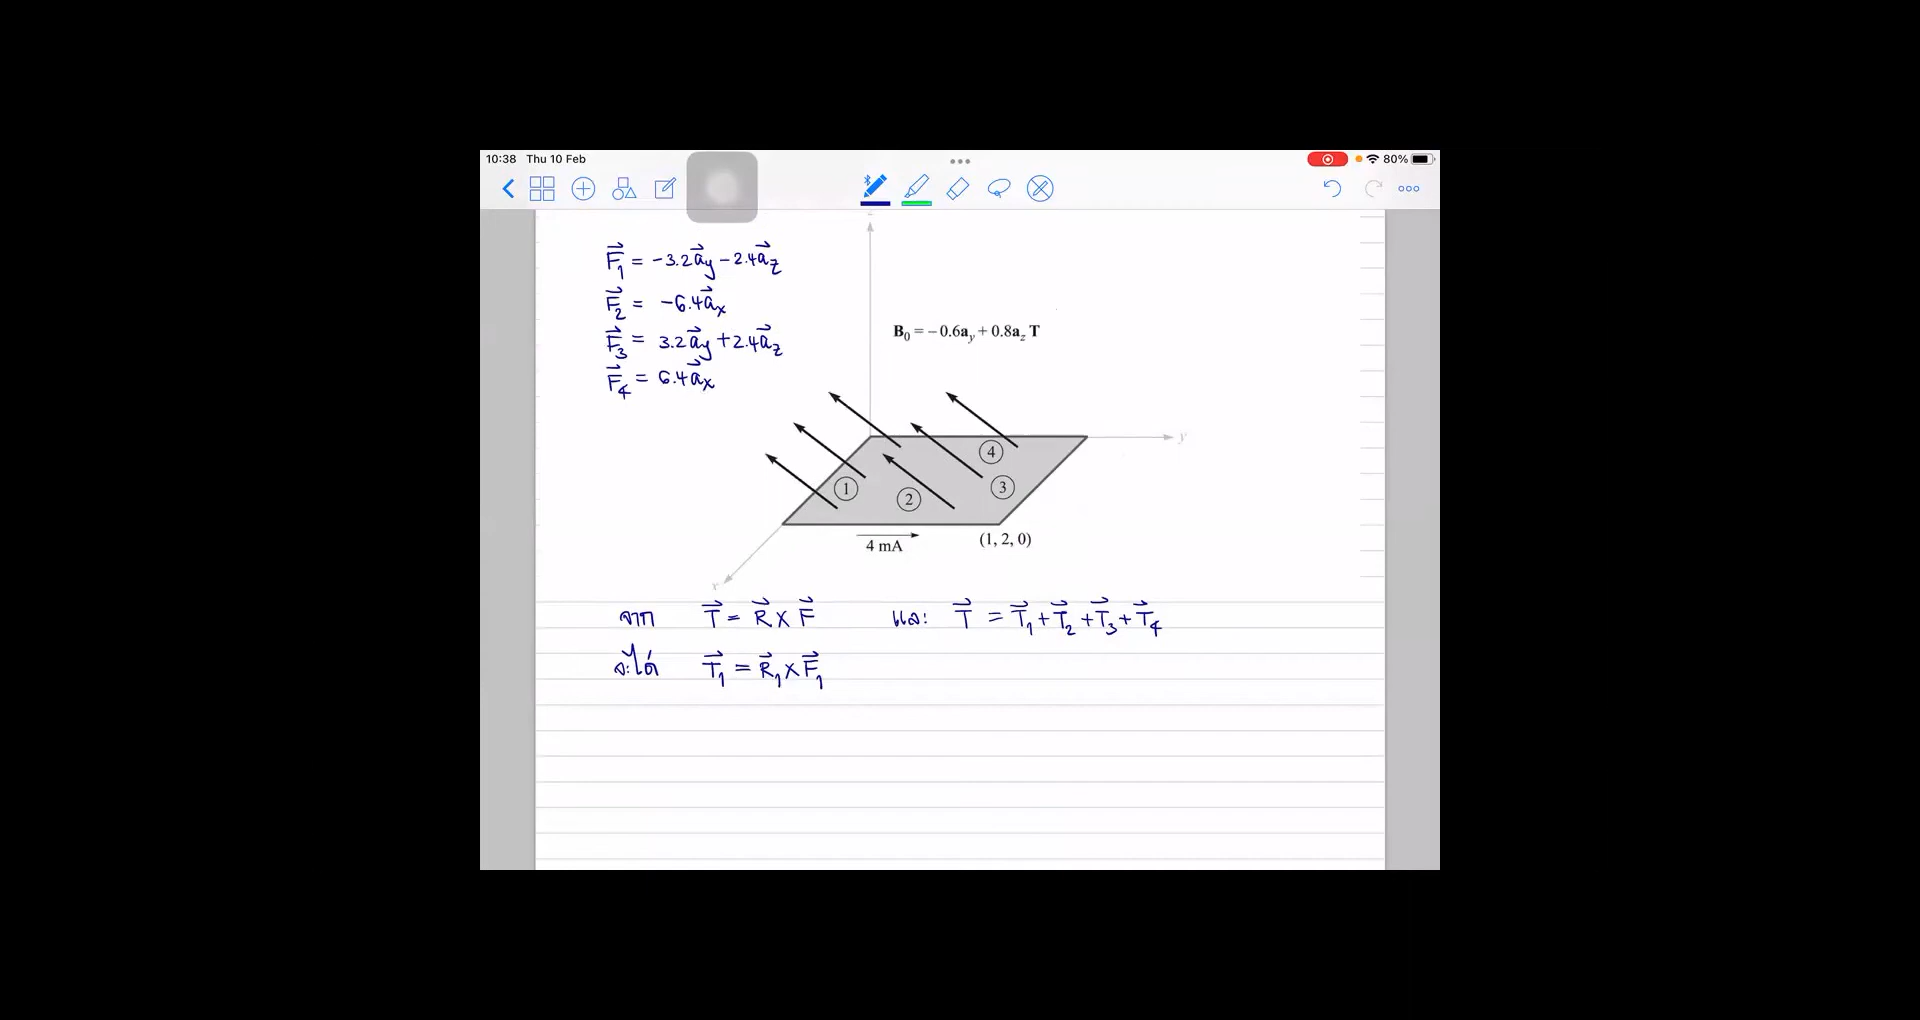 10:38 Thu 10 Feb
80%
z
F⃗₁ = -3.2a⃗y - 2.4a⃗z
F⃗₂ = -6.4a⃗x
F⃗₃ = 3.2a⃗y + 2.4a⃗z
F⃗₄ = 6.4a⃗x
B₀ = – 0.6ay + 0.8az T
y
4
1
2
3
4 mA
(1, 2, 0)
x
จาก T⃗ = R⃗ × F⃗ และ T⃗ = T⃗₁ + T⃗₂ + T⃗₃ + T⃗₄
จะได้ T⃗₁ = R⃗₁ × F⃗₁